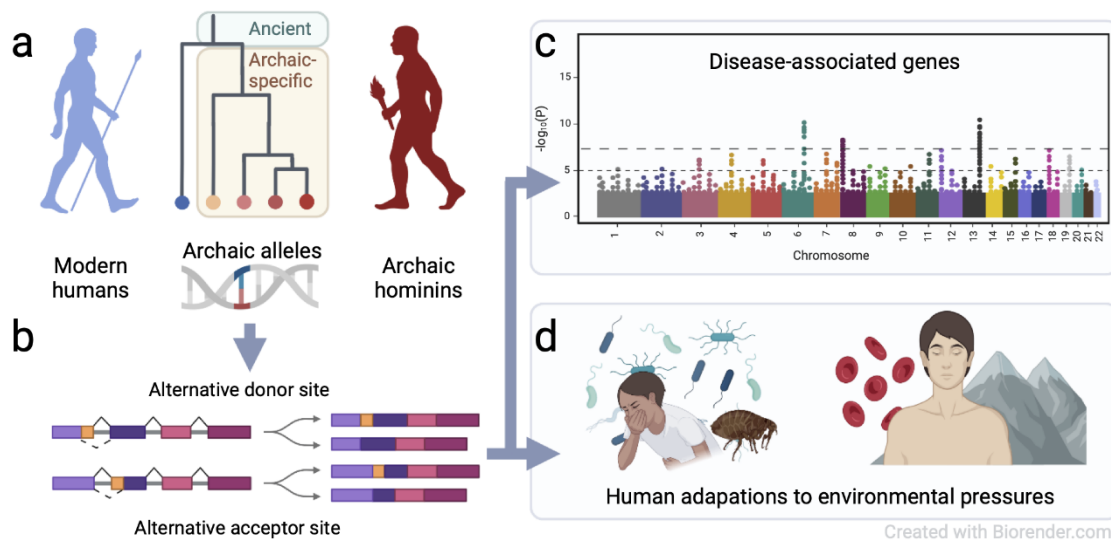 a
Ancient
Archaic-
specific
Modern
humans
Archaic alleles
Archaic
hominins
b
Alternative donor site
Alternative acceptor site
c
Disease-associated genes
-log10(P)
15
10
5
0
1
2
3
4
5
6
7
8
9
10
11
12
13
14
15
16
17
18
19
20
21
22
Chromosome
d
Human adapations to environmental pressures
Created with Biorender.com